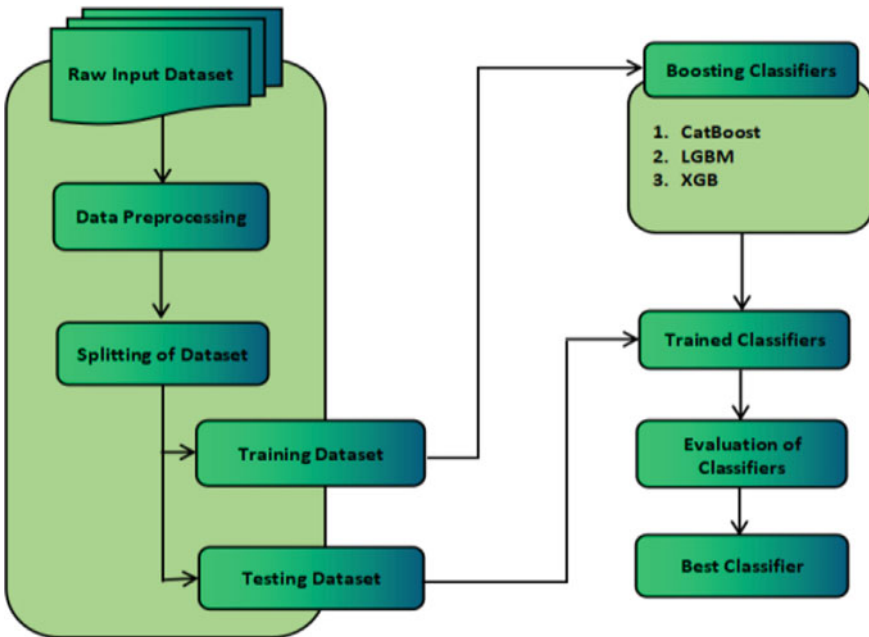 Raw Input Dataset
Data Preprocessing
Splitting of Dataset
Training Dataset
Testing Dataset
Boosting Classifiers
1. CatBoost
2. LGBM
3. XGB
Trained Classifiers
Evaluation of
Classifiers
Best Classifier